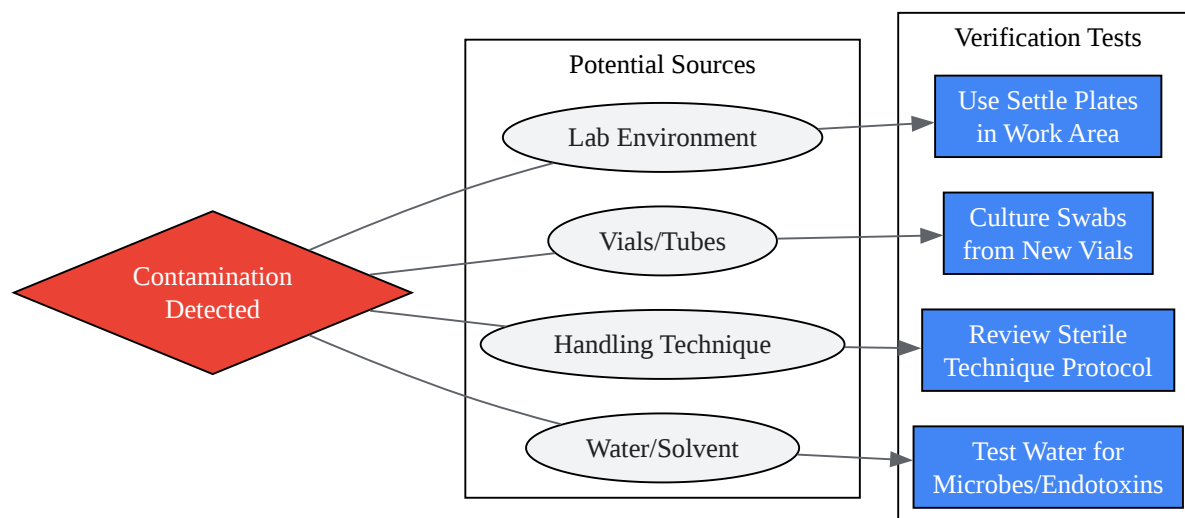 Contamination
Detected
Potential Sources
Lab Environment
Vials/Tubes
Handling Technique
Water/Solvent
Verification Tests
Use Settle Plates
in Work Area
Culture Swabs
from New Vials
Review Sterile
Technique Protocol
Test Water for
Microbes/Endotoxins